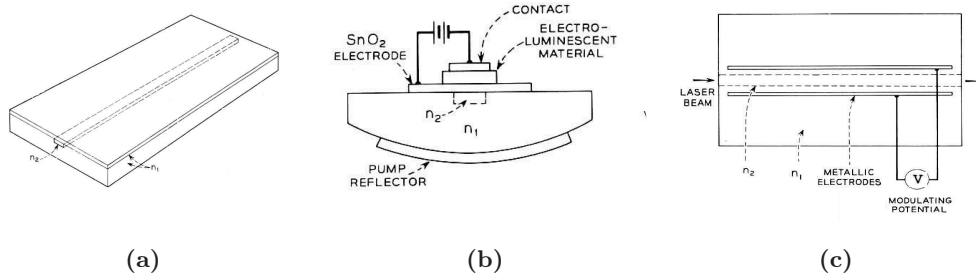 n2
n1
(a)
CONTACT
ELECTRO-
LUMINESCENT
MATERIAL
SnO2
ELECTRODE
n2
n1
PUMP
REFLECTOR
(b)
LASER
BEAM
n2
n1
METALLIC
ELECTRODES
V
MODULATING
POTENTIAL
(c)